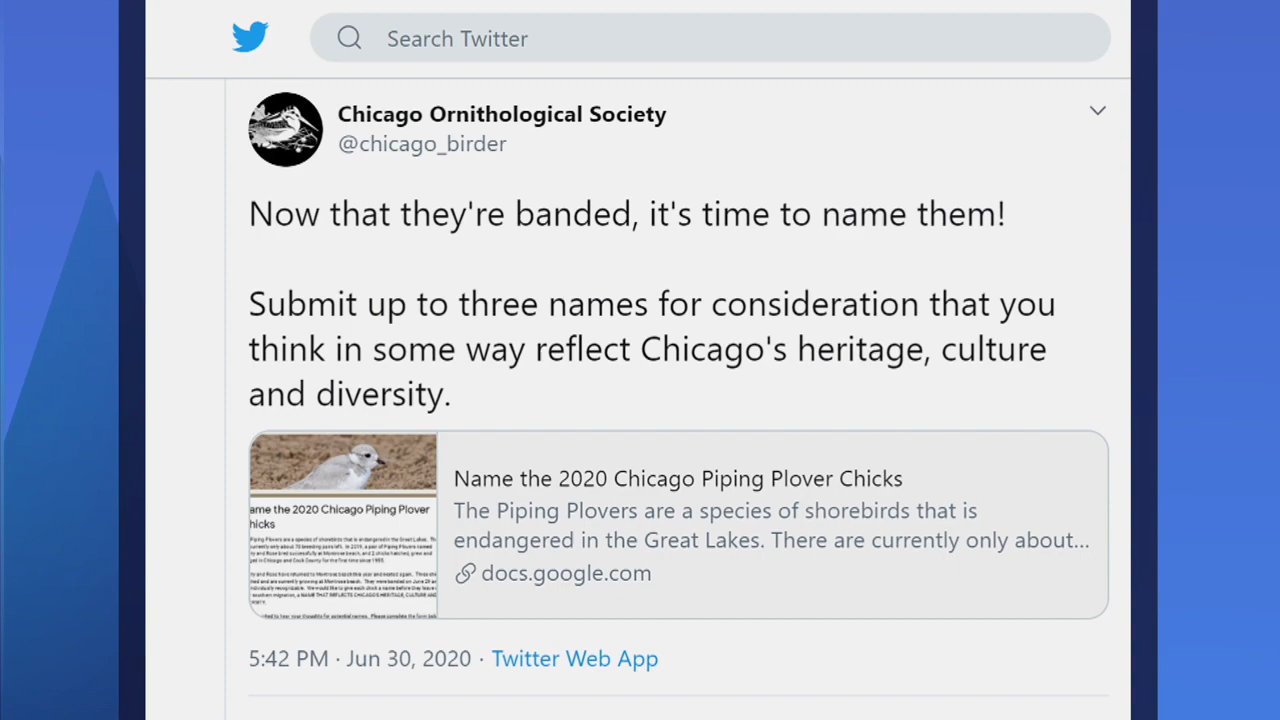 Search Twitter
Chicago Ornithological Society
@chicago_birder
Now that they're banded, it's time to name them!
Submit up to three names for consideration that you
think in some way reflect Chicago's heritage, culture
and diversity.
Name the 2020 Chicago Piping Plover Chicks
The Piping Plovers are a species of shorebirds that is
endangered in the Great Lakes. There are currently only about...
docs.google.com
ame the 2020 Chicago Piping Plover
hicks
5:42 PM · Jun 30, 2020 · Twitter Web App